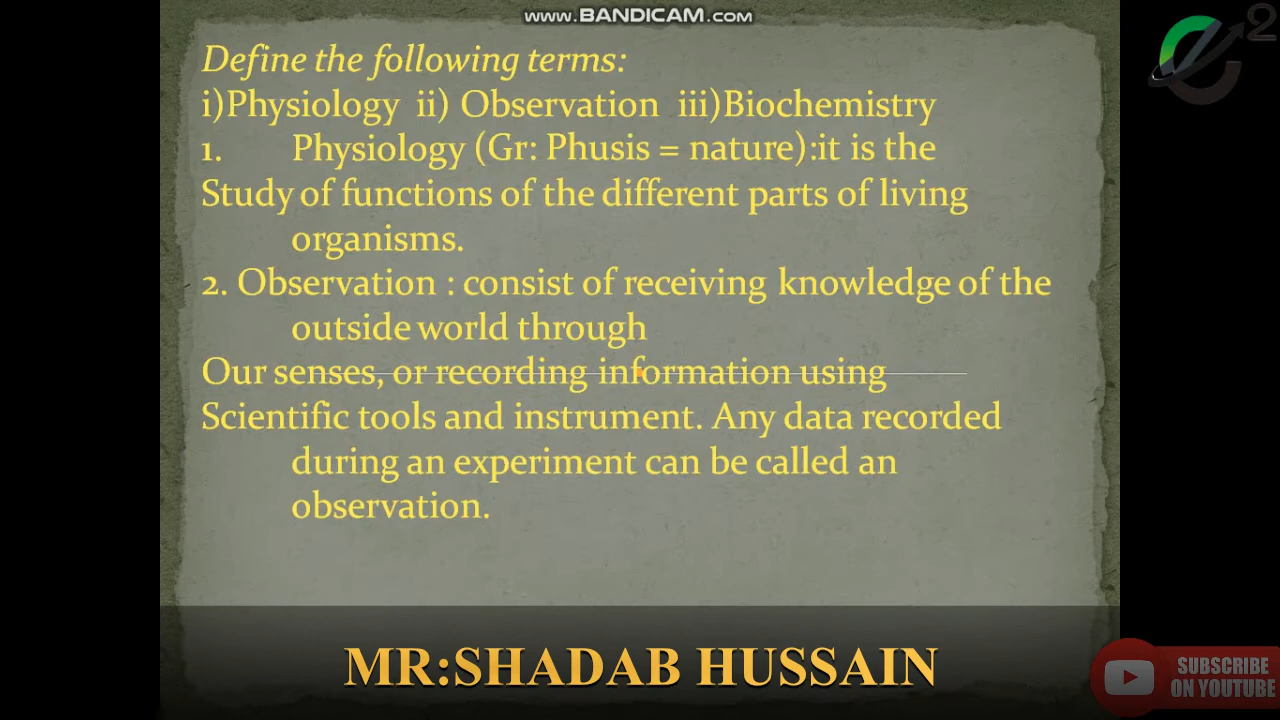 www.BANDICAM.com
2
Define the following terms:
i)Physiology ii) Observation iii)Biochemistry
1. Physiology (Gr: Phusis = nature):it is the
Study of functions of the different parts of living
organisms.
2. Observation : consist of receiving knowledge of the
outside world through
Our senses, or recording information using
Scientific tools and instrument. Any data recorded
during an experiment can be called an
observation.
MR:SHADAB HUSSAIN
SUBSCRIBE
ON YOUTUBE